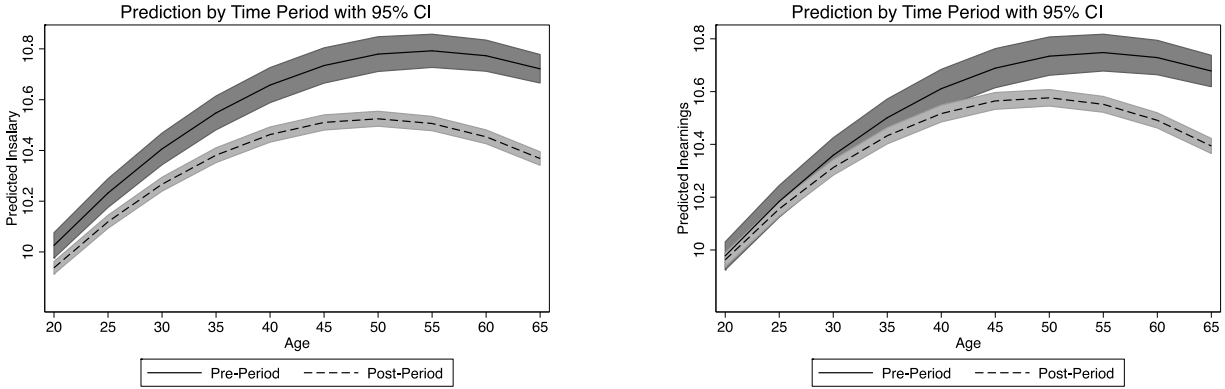 Prediction by Time Period with 95% CI
Predicted lnsalary
10.8
10.6
10.4
10.2
10
20 25 30 35 40 45 50 55 60 65
Age
Pre-Period Post-Period
Prediction by Time Period with 95% CI
Predicted lnearnings
10.8
10.6
10.4
10.2
10
20 25 30 35 40 45 50 55 60 65
Age
Pre-Period Post-Period